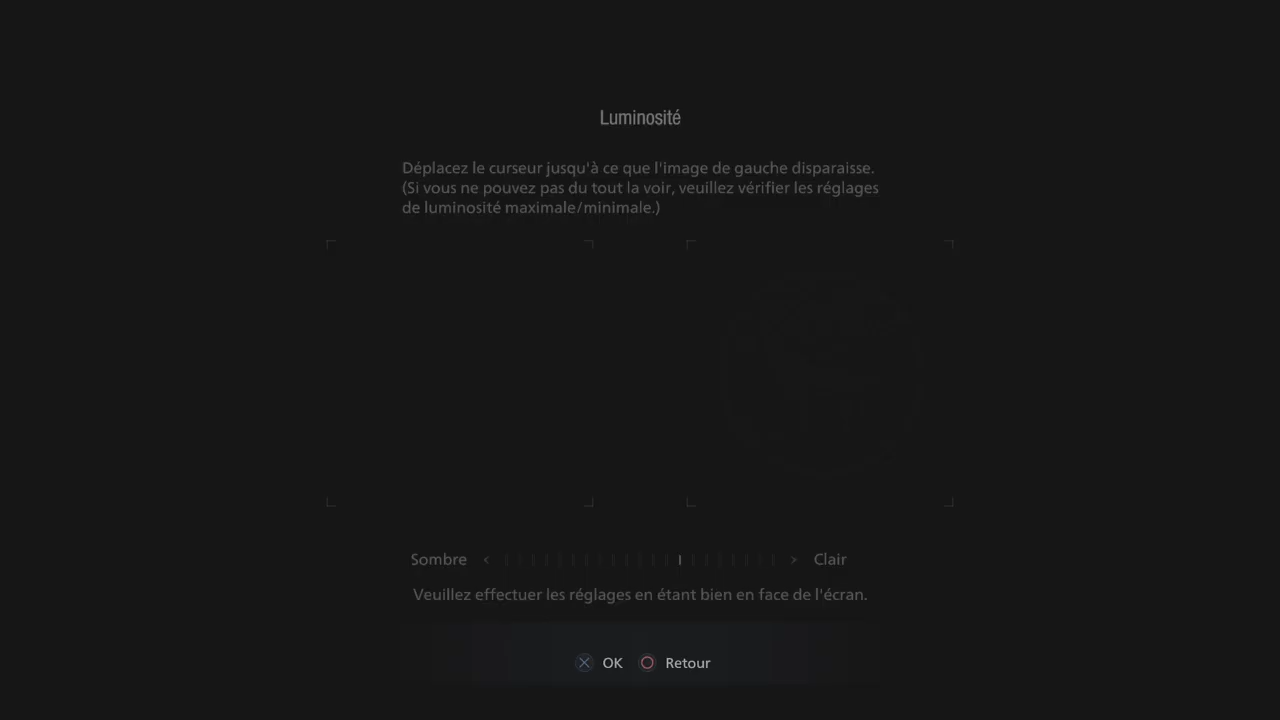 Luminosité
Déplacez le curseur jusqu'à ce que l'image de gauche disparaisse.
(Si vous ne pouvez pas du tout la voir, veuillez vérifier les réglages
de luminosité maximale/minimale.)
Sombre < > Clair
Veuillez effectuer les réglages en étant bien en face de l'écran.
OK Retour